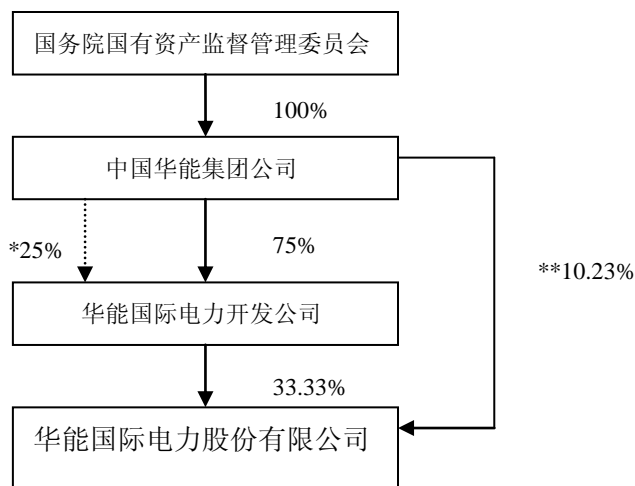 国务院国有资产监督管理委员会
100%
中国华能集团公司
*25%
75%
**10.23%
华能国际电力开发公司
33.33%
华能国际电力股份有限公司